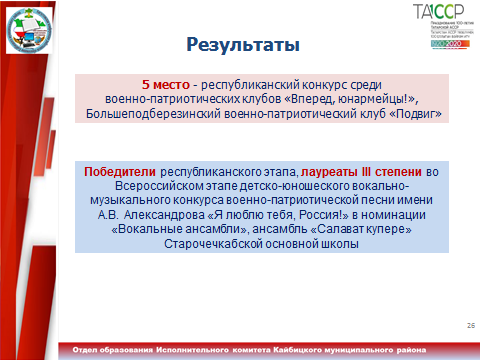 ТАССР
1920-2020
Результаты
5 место - республиканский конкурс среди
военно-патриотических клубов «Вперед, юнармейцы!»,
Большеподберезинский военно-патриотический клуб «Подвиг»
Победители республиканского этапа, лауреаты III степени во
Всероссийском этапе детско-юношеского вокально-
музыкального конкурса военно-патриотической песни имени
А.В. Александрова «Я люблю тебя, Россия!» в номинации
«Вокальные ансамбли», ансамбль «Салават купере»
Старочечкабской основной школы
26
Отдел образования Исполнительного комитета Кайбицкого муниципального района